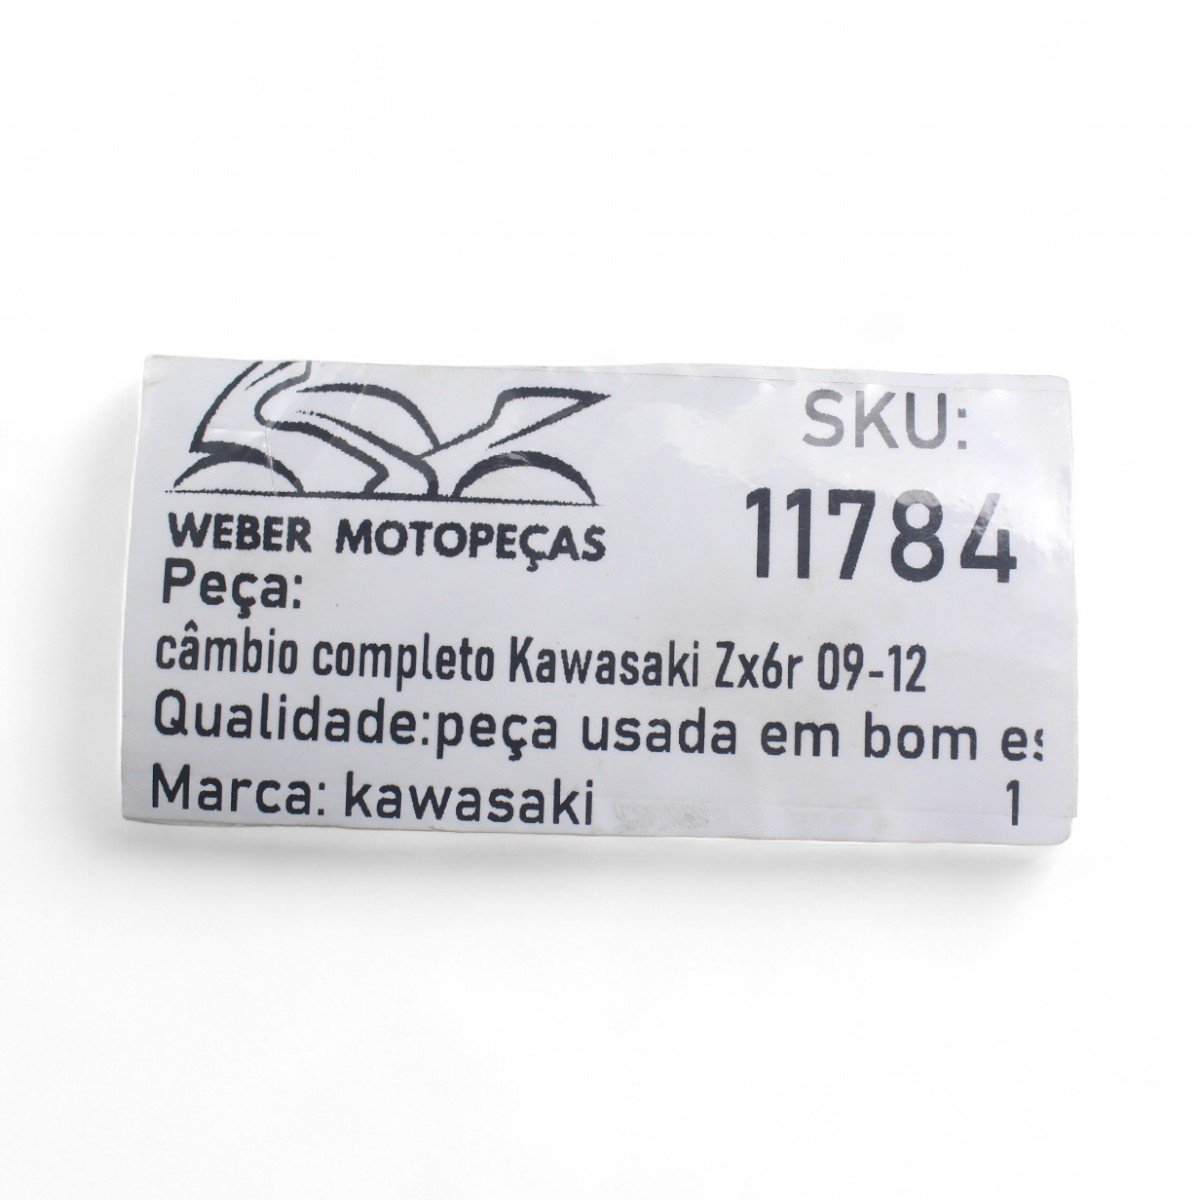 SKU:
11784
WEBER MOTOPEÇAS
Peça:
câmbio completo Kawasaki Zx6r 09-12
Qualidade:peça usada em bom es
Marca: kawasaki 1